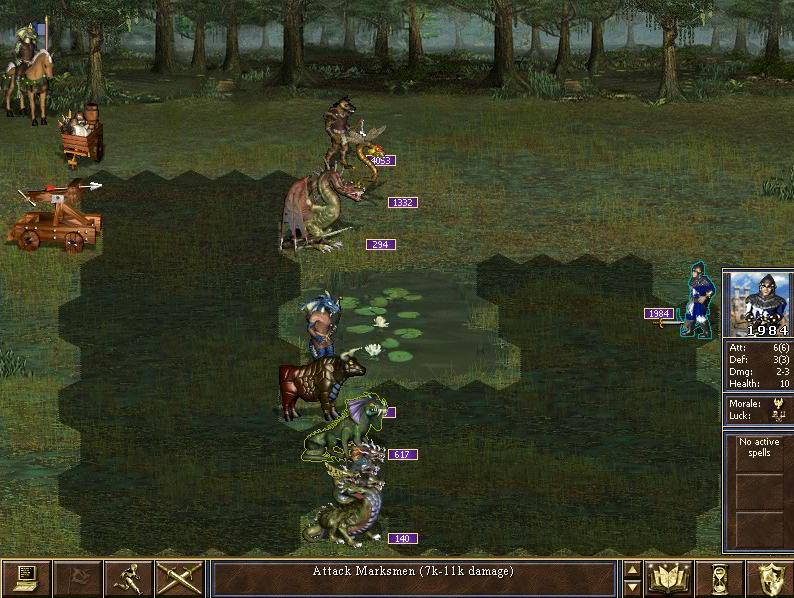 4053
1332
294
1984
1984
Att: 6(6)
Def: 3(3)
Dmg: 2-3
Health: 10
Morale:
Luck:
No active
spells
617
140
Attack Marksmen (7k-11k damage)